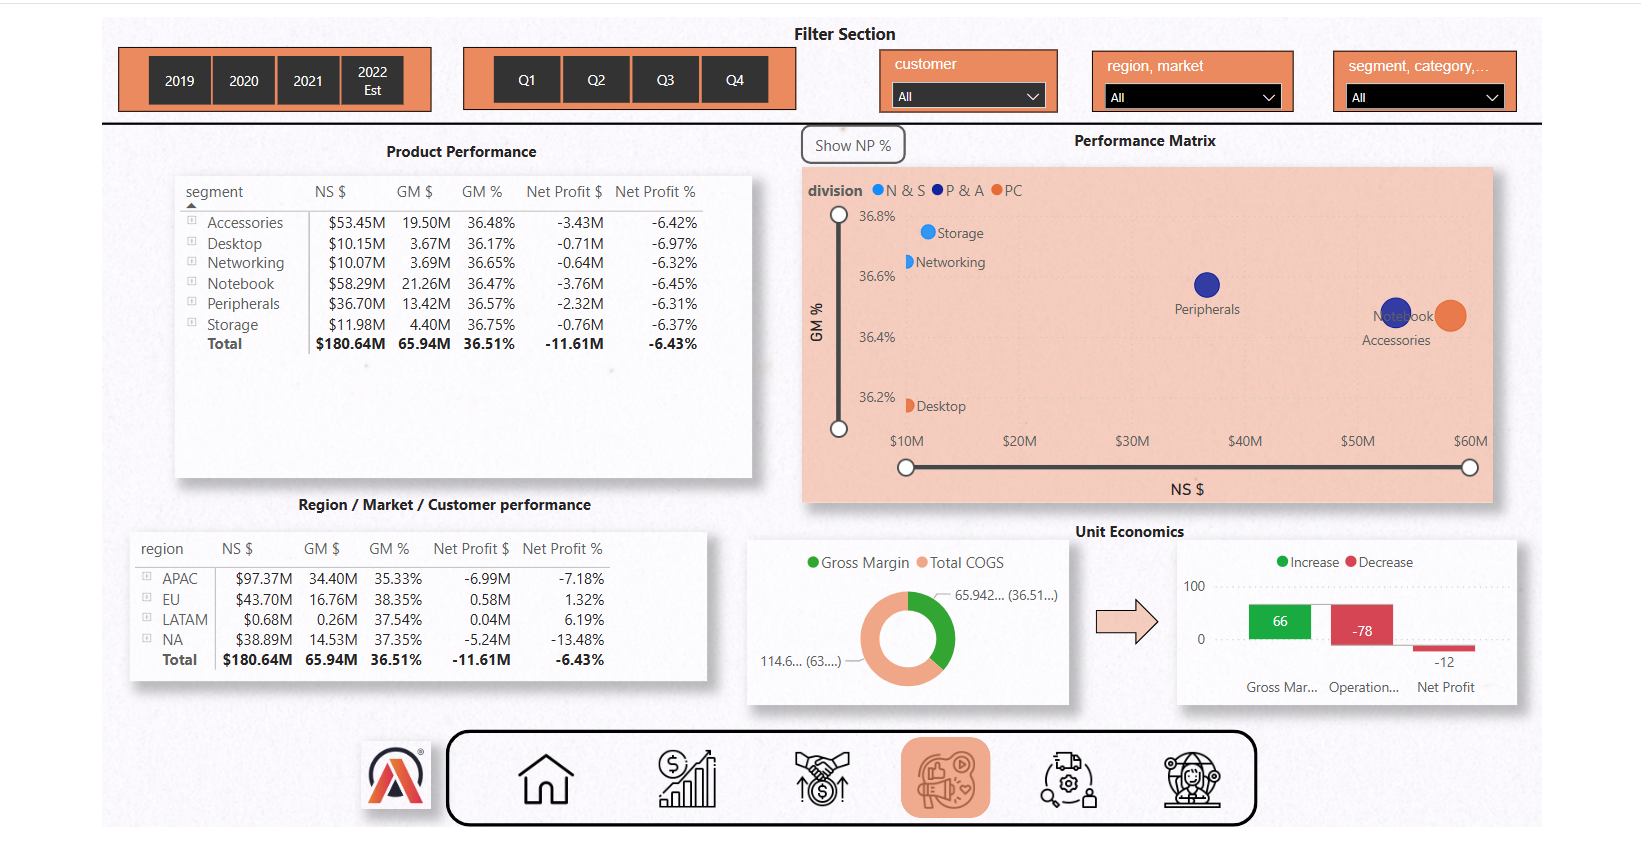 Filter Section
2019 2020 2021 2022 Est
Q1 Q2 Q3 Q4
customer
All
region, market
All
segment, category,...
All
Product Performance
segment NS $ GM $ GM % Net Profit $ Net Profit %
Accessories $53.45M 19.50M 36.48% -3.43M -6.42%
Desktop $10.15M 3.67M 36.17% -0.71M -6.97%
Networking $10.07M 3.69M 36.65% -0.64M -6.32%
Notebook $58.29M 21.26M 36.47% -3.76M -6.45%
Peripherals $36.70M 13.42M 36.57% -2.32M -6.31%
Storage $11.98M 4.40M 36.75% -0.76M -6.37%
Total $180.64M 65.94M 36.51% -11.61M -6.43%
Show NP %
Performance Matrix
division N & S P & A PC
36.8%
Storage
Networking
36.6%
Peripherals
Notebook
36.4%
Accessories
36.2%
Desktop
GM %
$10M $20M $30M $40M $50M $60M
NS $
Region / Market / Customer performance
region NS $ GM $ GM % Net Profit $ Net Profit %
APAC $97.37M 34.40M 35.33% -6.99M -7.18%
EU $43.70M 16.76M 38.35% 0.58M 1.32%
LATAM $0.68M 0.26M 37.54% 0.04M 6.19%
NA $38.89M 14.53M 37.35% -5.24M -13.48%
Total $180.64M 65.94M 36.51% -11.61M -6.43%
Unit Economics
Gross Margin Total COGS
65.942... (36.51...)
114.6... (63....)
Increase Decrease
100
66
-78
0
-12
Gross Mar... Operation... Net Profit